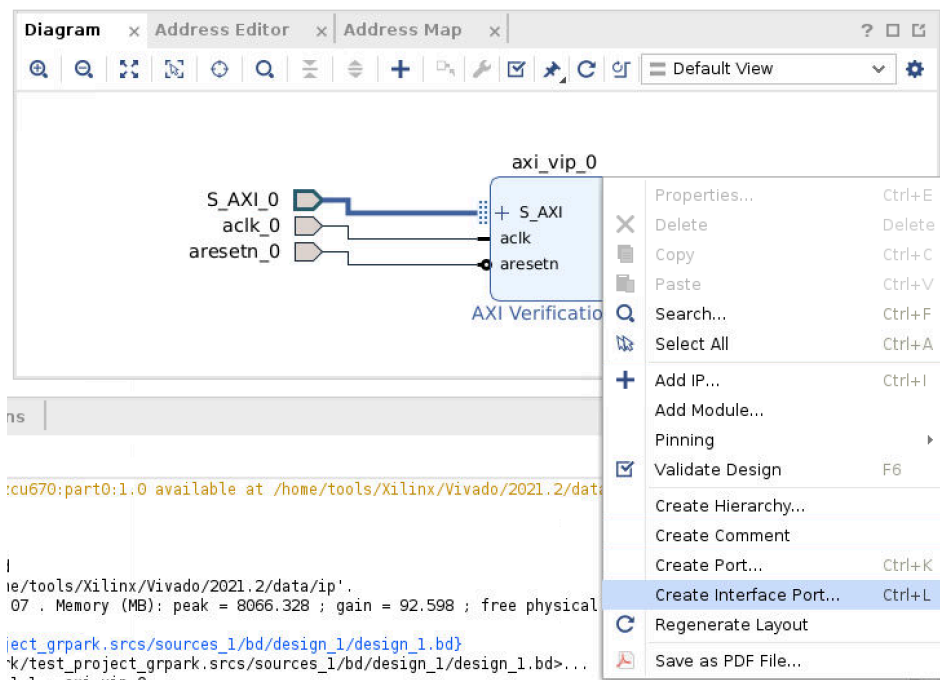 Diagram × Address Editor × Address Map × ?
Default View
axi_vip_0
S_AXI_0
aclk_0
aresetn_0
+ S_AXI
aclk
aresetn
AXI Verificatio
Properties... Ctrl+E
Delete Delete
Copy Ctrl+C
Paste Ctrl+V
Search... Ctrl+F
Select All Ctrl+A
Add IP... Ctrl+I
Add Module...
Pinning
Validate Design F6
Create Hierarchy...
Create Comment
Create Port... Ctrl+K
Create Interface Port... Ctrl+L
Regenerate Layout
Save as PDF File...
ns
:cu670:part0:1.0 available at /home/tools/Xilinx/Vivado/2021.2/data
e/tools/Xilinx/Vivado/2021.2/data/ip'.
07 . Memory (MB): peak = 8066.328 ; gain = 92.598 ; free physical
ject_grpark.srcs/sources_1/bd/design_1/design_1.bd}
k/test_project_grpark.srcs/sources_1/bd/design_1/design_1.bd>...